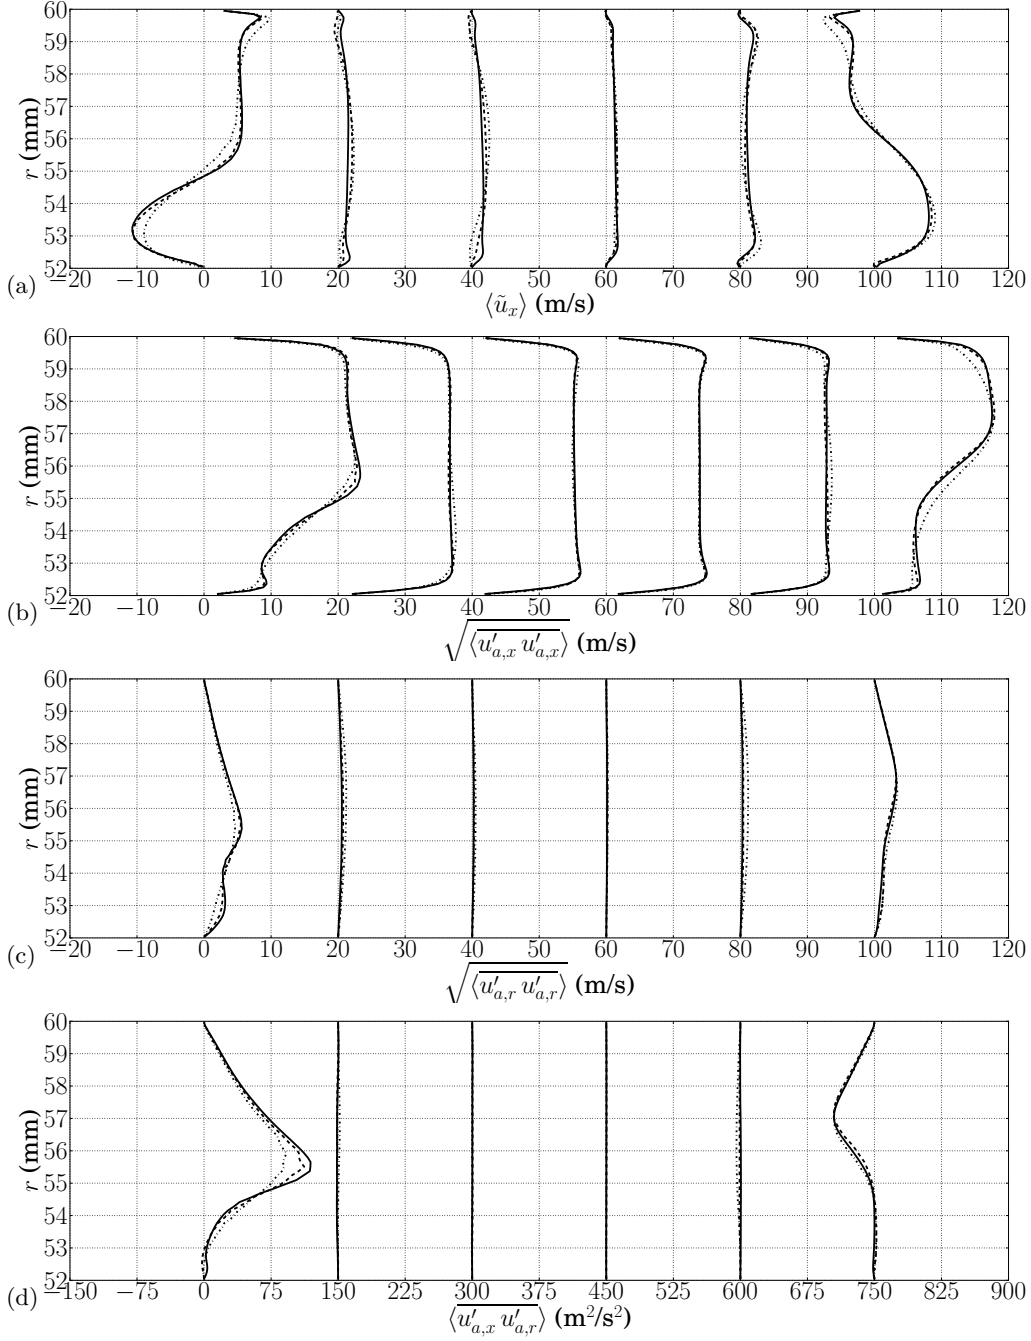 60
59
58
57
56
55
54
53
52
r (mm)
(a)
−20 −10 0 10 20 30 40 50 60 70 80 90 100 110 120
⟨ũ_x⟩ (m/s)
60
59
58
57
56
55
54
53
52
r (mm)
(b)
−20 −10 0 10 20 30 40 50 60 70 80 90 100 110 120
√⟨u′_{a,x} u′_{a,x}⟩ (m/s)
60
59
58
57
56
55
54
53
52
r (mm)
(c)
−20 −10 0 10 20 30 40 50 60 70 80 90 100 110 120
√⟨u′_{a,r} u′_{a,r}⟩ (m/s)
60
59
58
57
56
55
54
53
52
r (mm)
(d)
−150 −75 0 75 150 225 300 375 450 525 600 675 750 825 900
⟨u′_{a,x} u′_{a,r}⟩ (m²/s²)